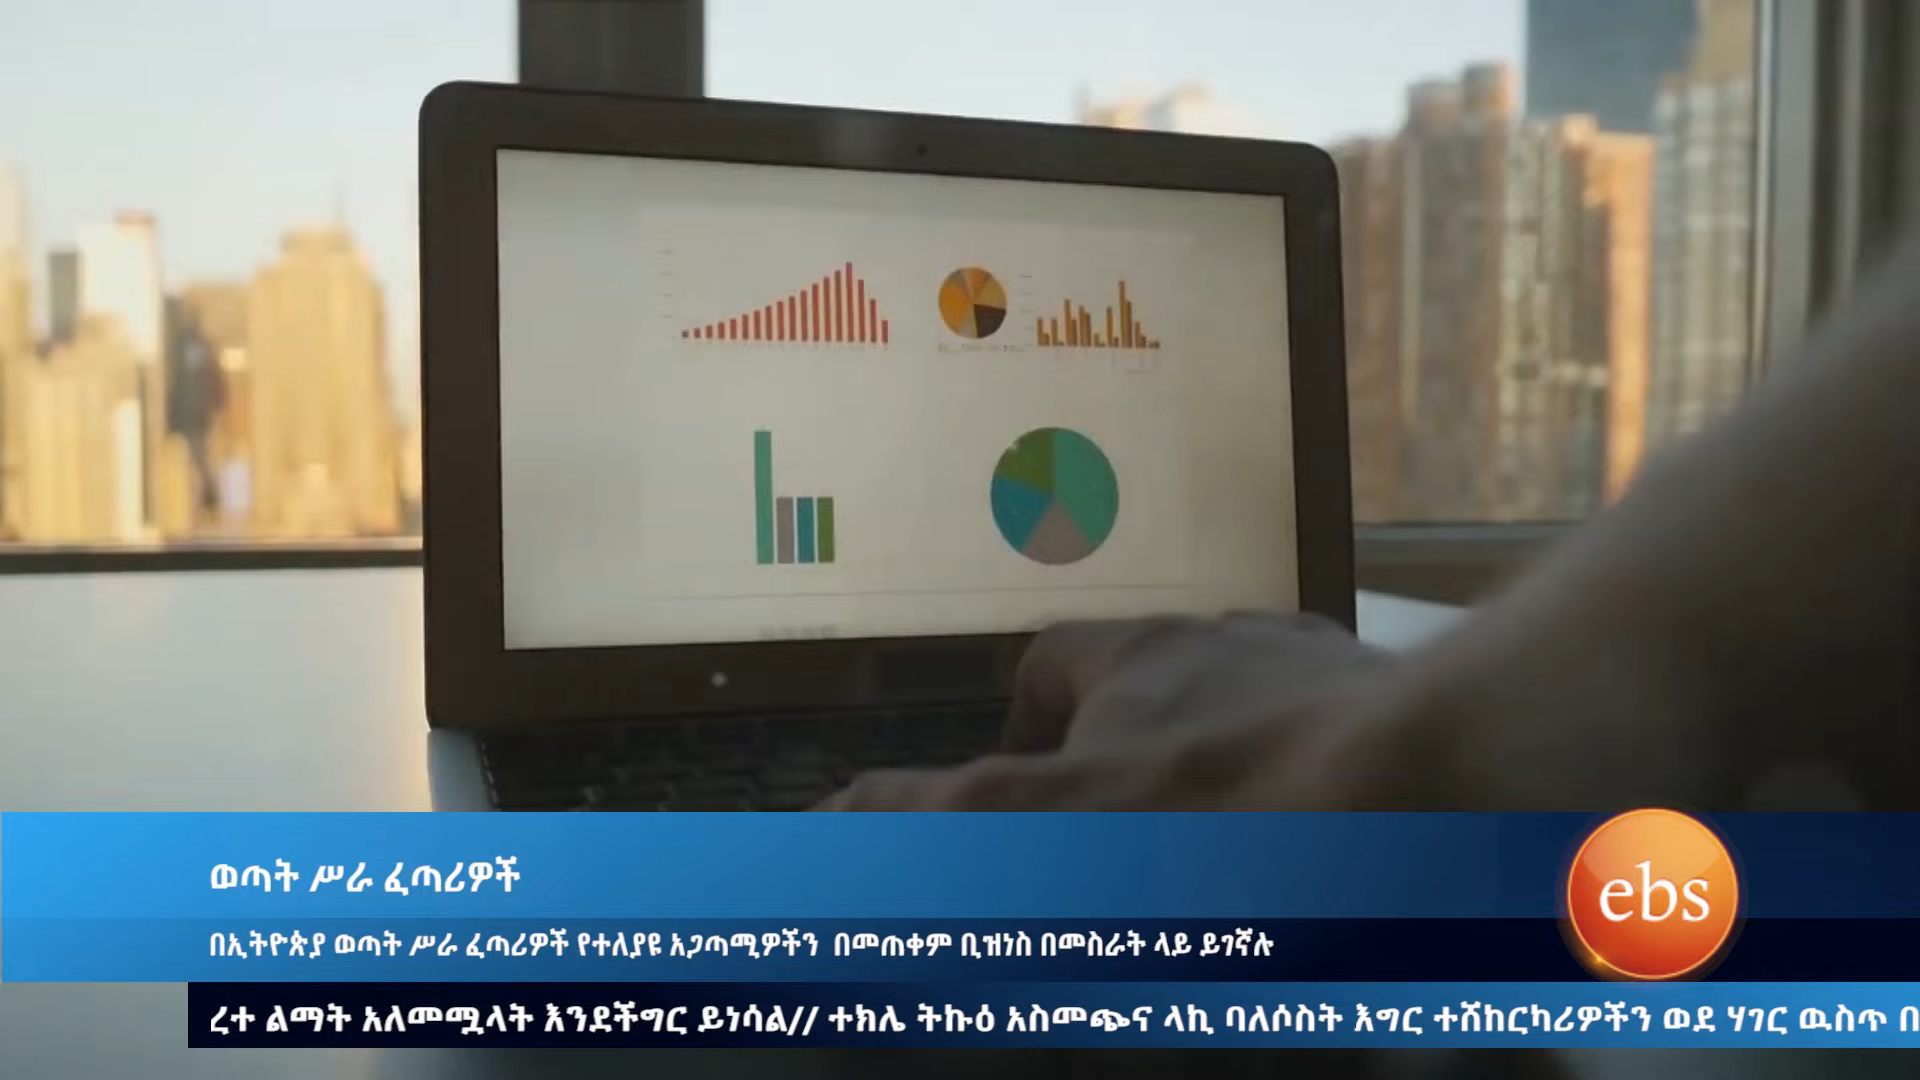 ወጣት ሥራ ፈጣሪዎች
በኢትዮጵያ ወጣት ሥራ ፈጣሪዎች የተለያዩ አጋጣሚዎችን በመጠቀም ቢዝነስ በመስራት ላይ ይገኛሉ
ebs
ረተ ልማት አለመሟላት እንደችግር ይነሳል// ተክሌ ትኩዕ አስመጭና ላኪ ባለሶስት እግር ተሽከርካሪዎችን ወደ ሃገር ዉስጥ በ